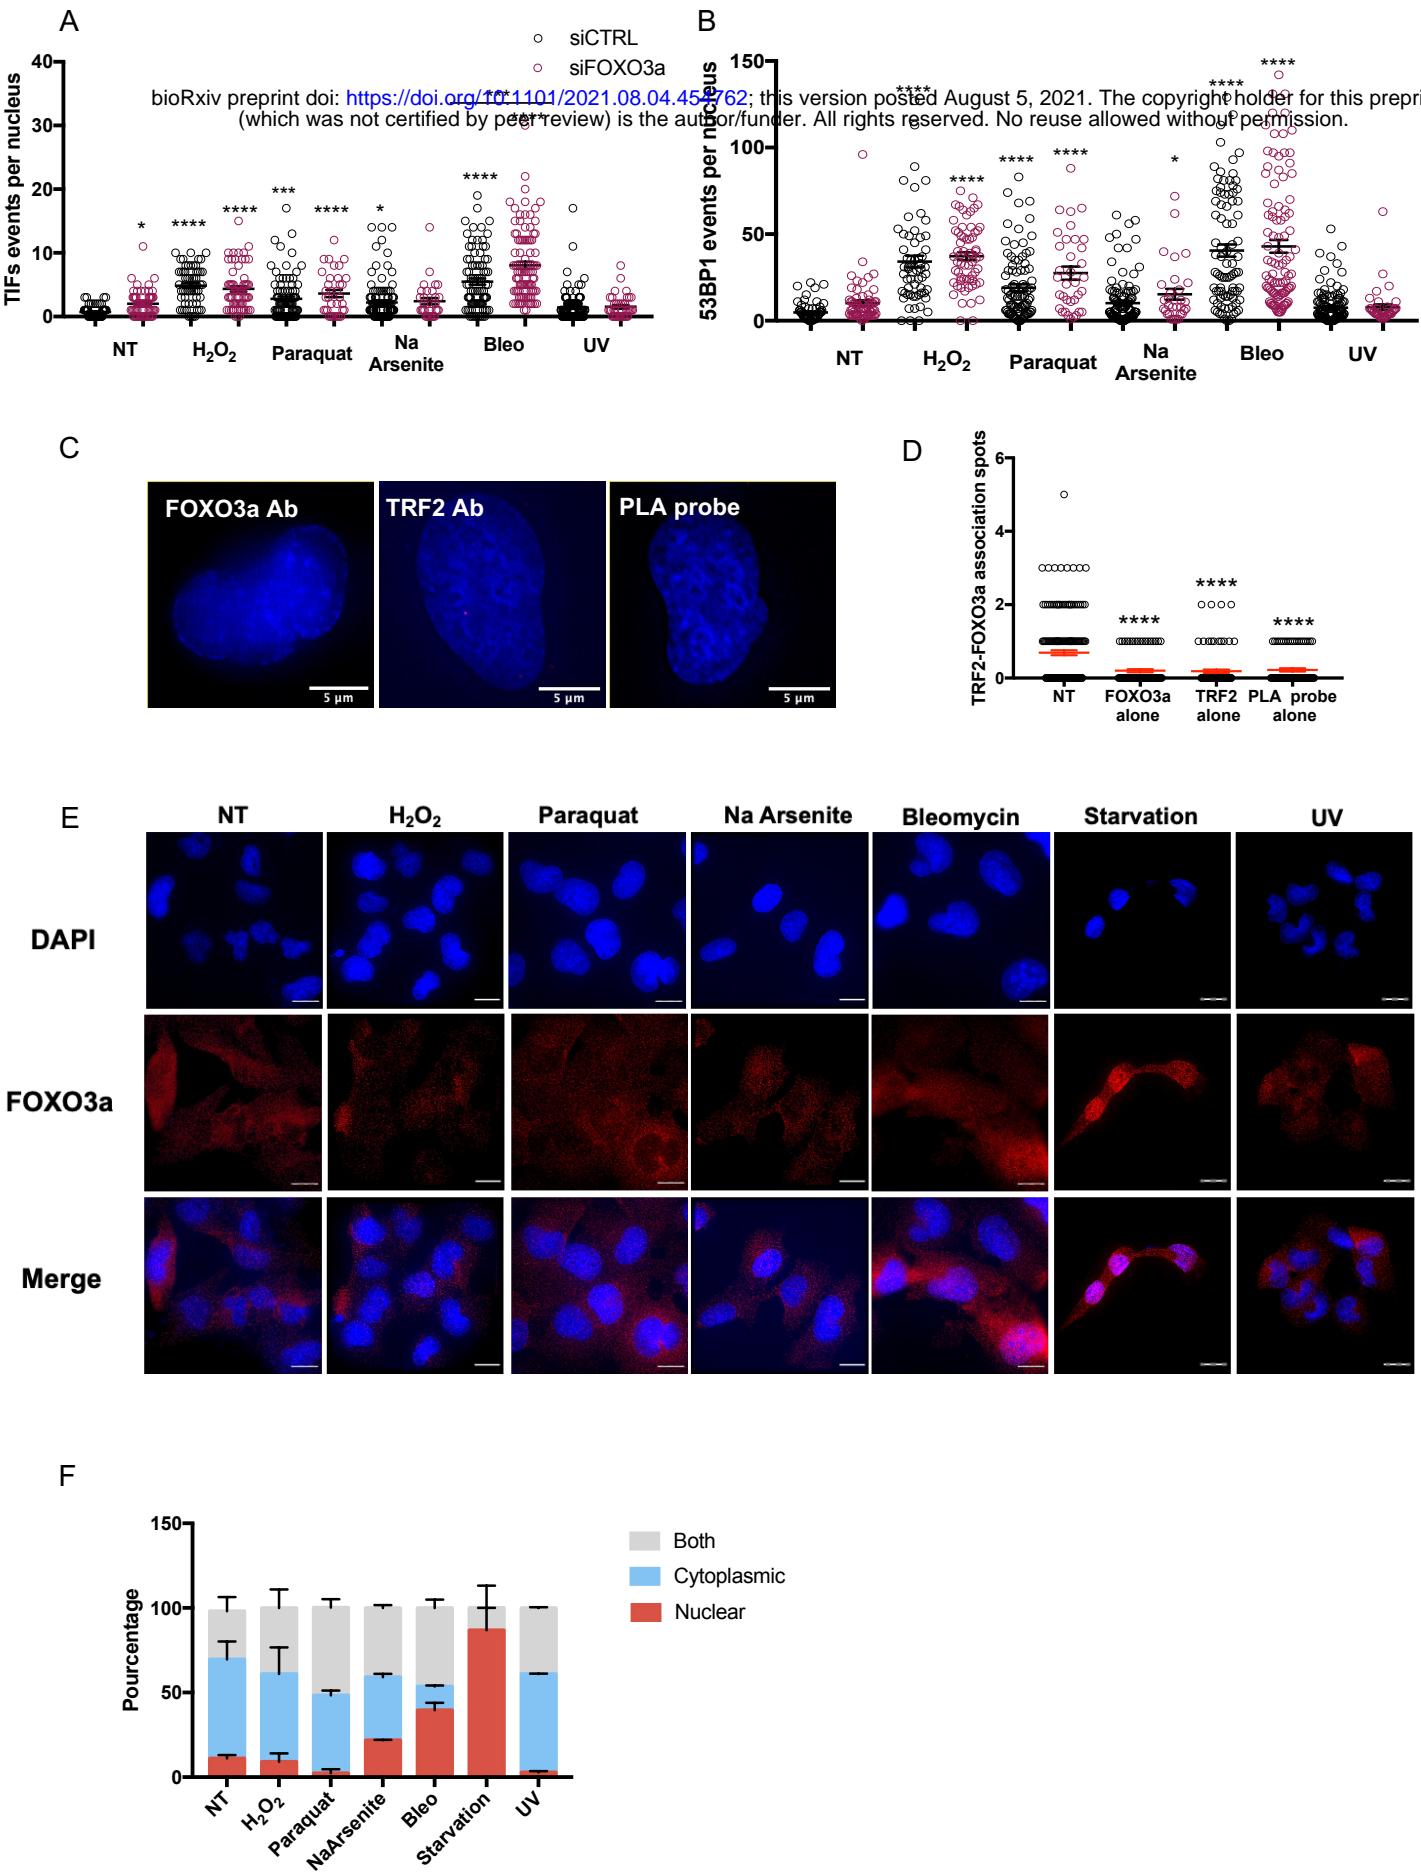 A
B
siCTRL
siFOXO3a
bioRxiv preprint doi: https://doi.org/10.1101/2021.08.04.454762; this version posted August 5, 2021. The copyright holder for this prepri
(which was not certified by peer review) is the author/funder. All rights reserved. No reuse allowed without permission.
TIFs events per nucleus
40
30
20
10
0
* **** **** *** **** * **** **** ***
NT H2O2 Paraquat Na Arsenite Bleo UV
53BP1 events per nucleus
150
100
50
0
**** **** **** **** * **** ****
NT H2O2 Paraquat Na Arsenite Bleo UV
C
FOXO3a Ab
5 µm
TRF2 Ab
5 µm
PLA probe
5 µm
D
TRF2-FOXO3a association spots
6
4
2
0
**** **** ****
NT FOXO3a alone TRF2 alone PLA probe alone
E
NT H2O2 Paraquat Na Arsenite Bleomycin Starvation UV
DAPI
FOXO3a
Merge
F
Pourcentage
150
100
50
0
NT H2O2 Paraquat NaArsenite Bleo Starvation UV
Both
Cytoplasmic
Nuclear